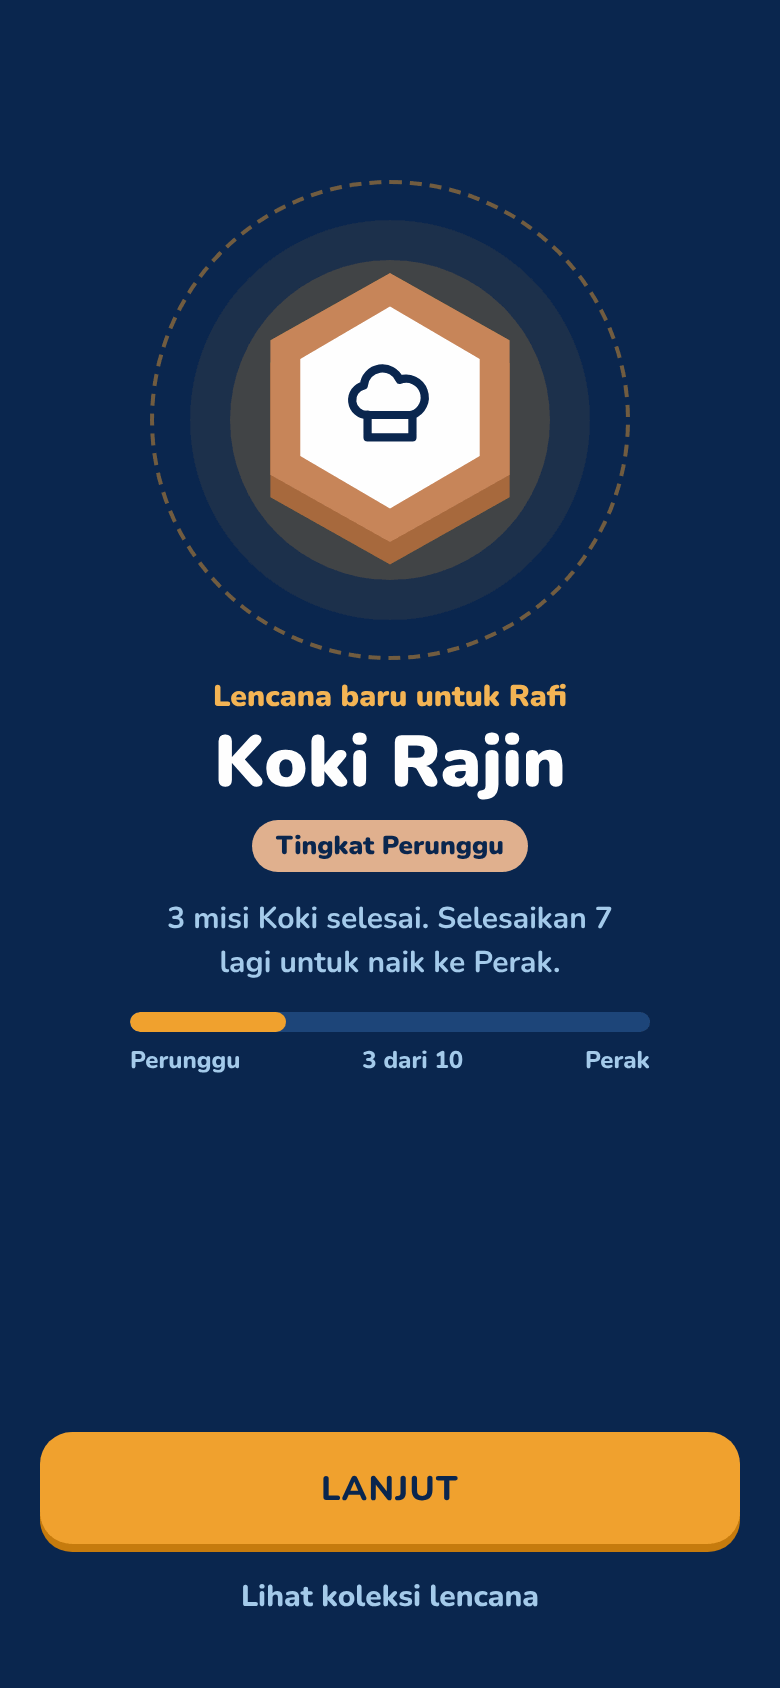 Lencana baru untuk Rafi
Koki Rajin
Tingkat Perunggu
3 misi Koki selesai. Selesaikan 7
lagi untuk naik ke Perak.
Perunggu 3 dari 10 Perak
LANJUT
Lihat koleksi lencana